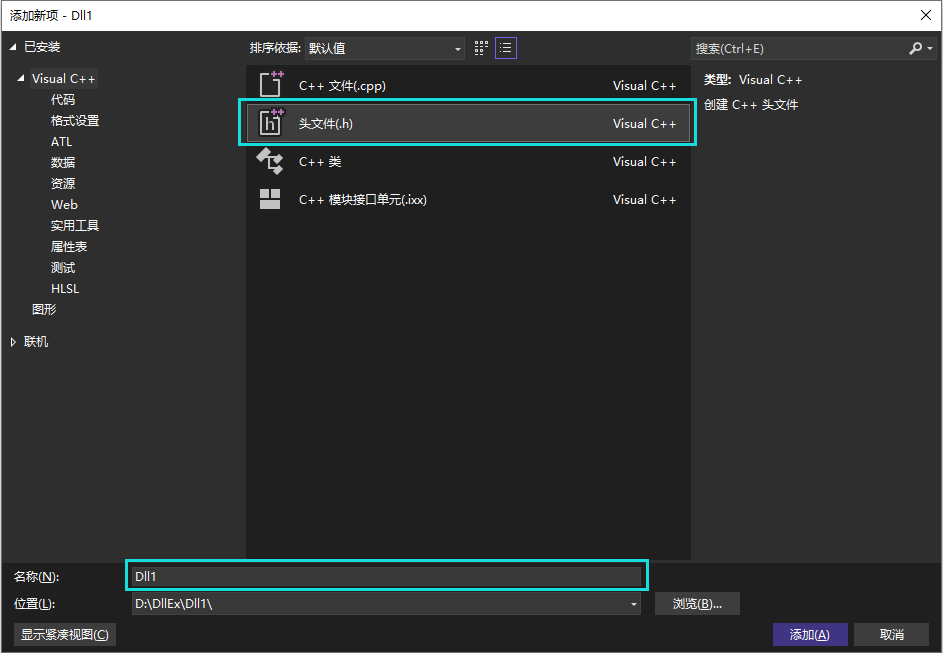 添加新项 - Dll1
已安装
排序依据: 默认值
搜索(Ctrl+E)
Visual C++
代码
格式设置
ATL
数据
资源
Web
实用工具
属性表
测试
HLSL
图形
联机
C++ 文件(.cpp) Visual C++
头文件(.h) Visual C++
C++ 类 Visual C++
C++ 模块接口单元(.ixx) Visual C++
类型: Visual C++
创建 C++ 头文件
名称(N): Dll1
位置(L): D:\DllEx\Dll1\ 浏览(B)...
显示紧凑视图(C) 添加(A) 取消